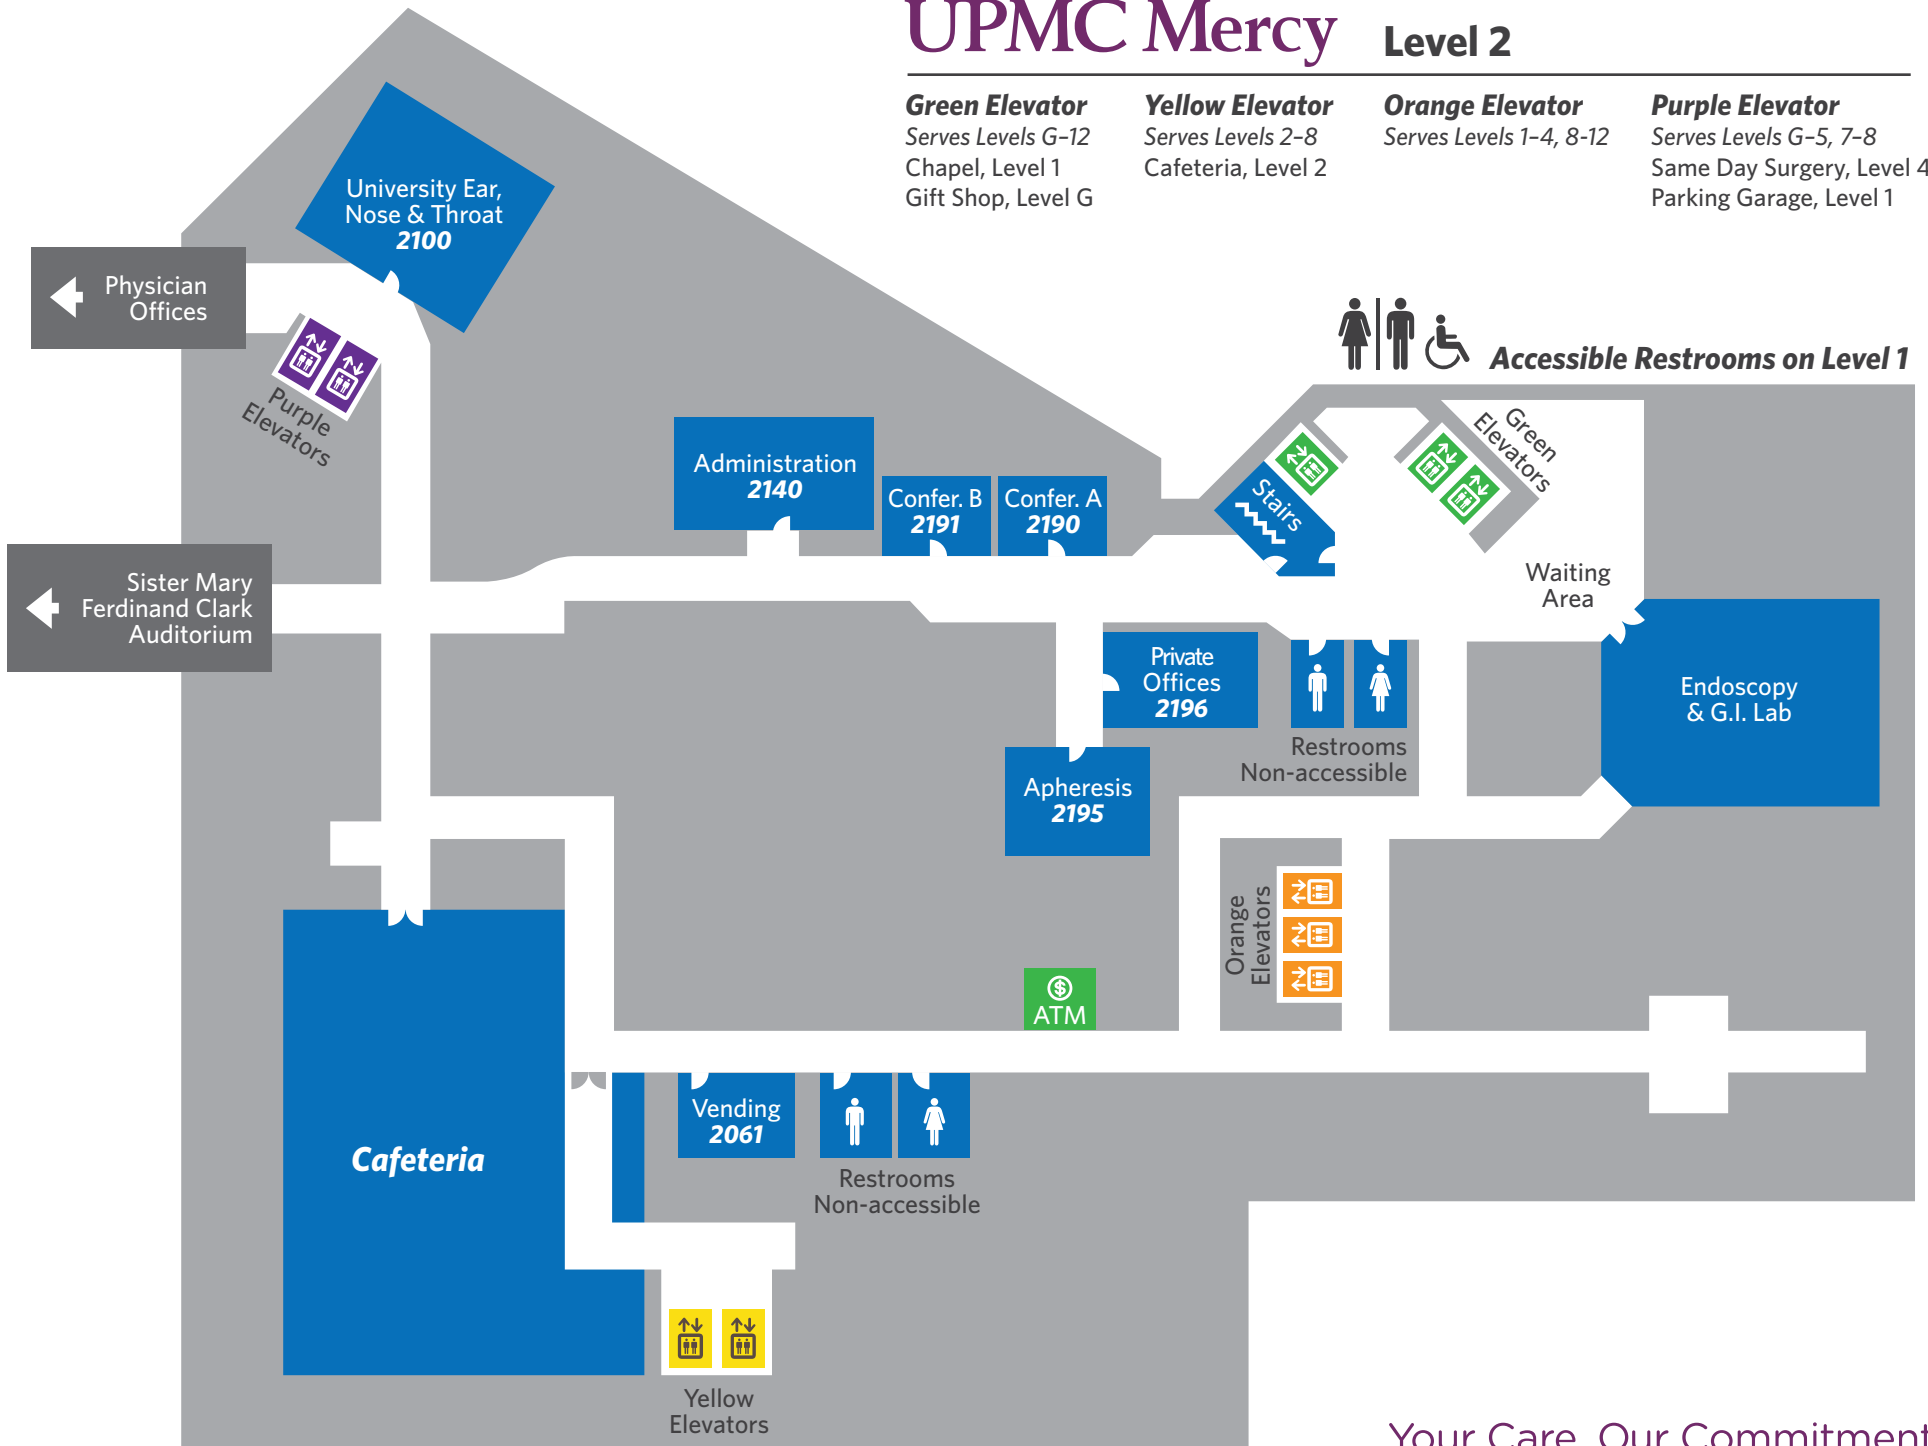 UPMC Mercy Level 2
Green Elevator
Serves Levels G–12
Chapel, Level 1
Gift Shop, Level G
Yellow Elevator
Serves Levels 2–8
Cafeteria, Level 2
Orange Elevator
Serves Levels 1–4, 8-12
Purple Elevator
Serves Levels G–5, 7–8
Same Day Surgery, Level 4
Parking Garage, Level 1
University Ear,
Nose & Throat
2100
Physician
Offices
Purple
Elevators
Accessible Restrooms on Level 1
Green
Elevators
Stairs
Administration
2140
Confer. B
2191
Confer. A
2190
Waiting
Area
Sister Mary
Ferdinand Clark
Auditorium
Private
Offices
2196
Restrooms
Non-accessible
Endoscopy
& G.I. Lab
Apheresis
2195
Orange
Elevators
$
ATM
Vending
2061
Restrooms
Non-accessible
Cafeteria
Yellow
Elevators
Your Care. Our Commitment